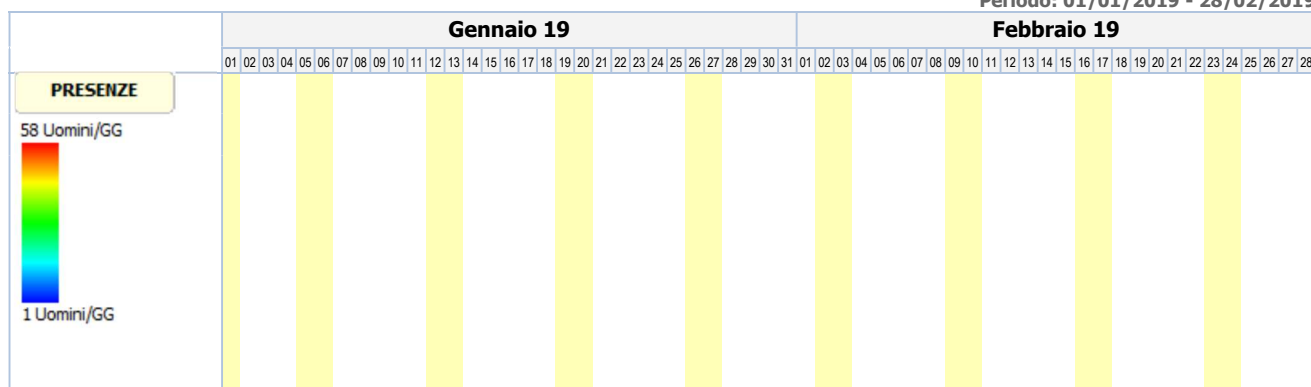 Periodo: 01/01/2019 - 28/02/2019
Gennaio 19 Febbraio 19
01 02 03 04 05 06 07 08 09 10 11 12 13 14 15 16 17 18 19 20 21 22 23 24 25 26 27 28 29 30 31 01 02 03 04 05 06 07 08 09 10 11 12 13 14 15 16 17 18 19 20 21 22 23 24 25 26 27 28
PRESENZE
58 Uomini/GG
1 Uomini/GG